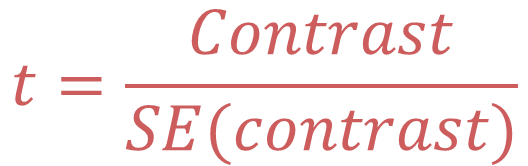 t = Contrast / SE(contrast)